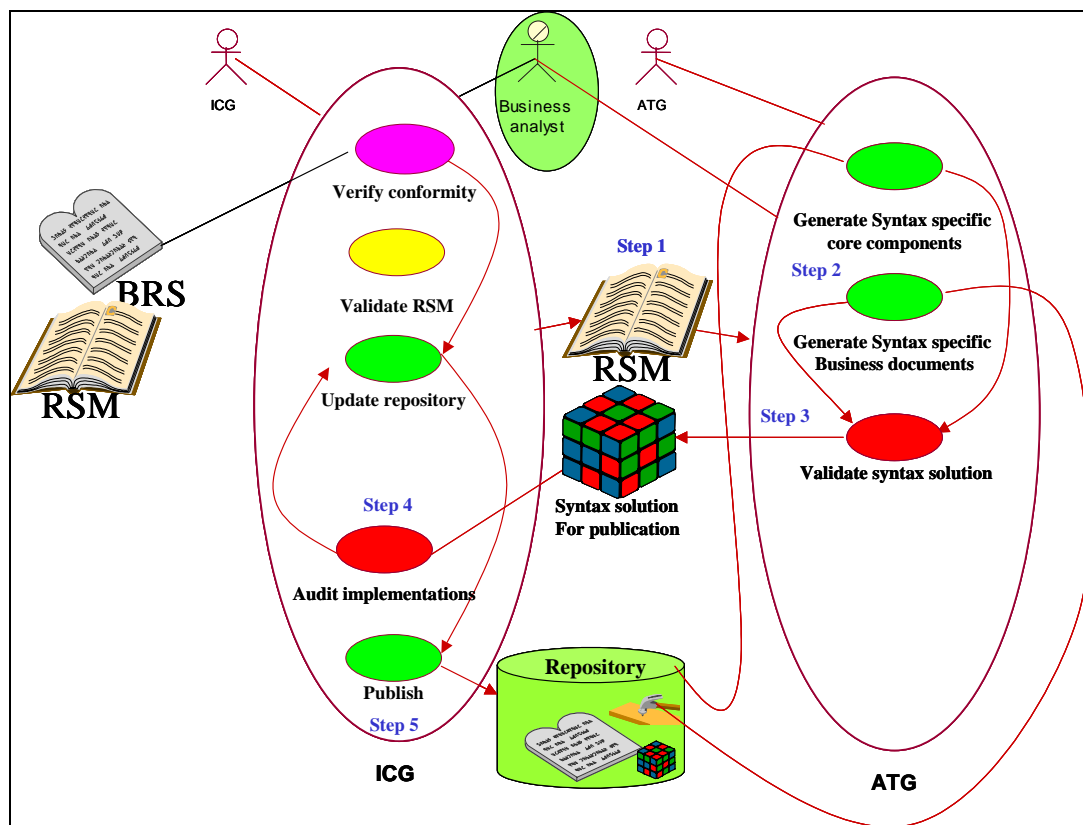 ICG
Business
analyst
ATG
Verify conformity
BRS
RSM
Validate RSM
Update repository
Step 4
Audit implementations
Publish
Step 5
ICG
Step 1
RSM
Syntax solution
For publication
Repository
Generate Syntax specific
core components
Step 2
Generate Syntax specific
Business documents
Step 3
Validate syntax solution
ATG